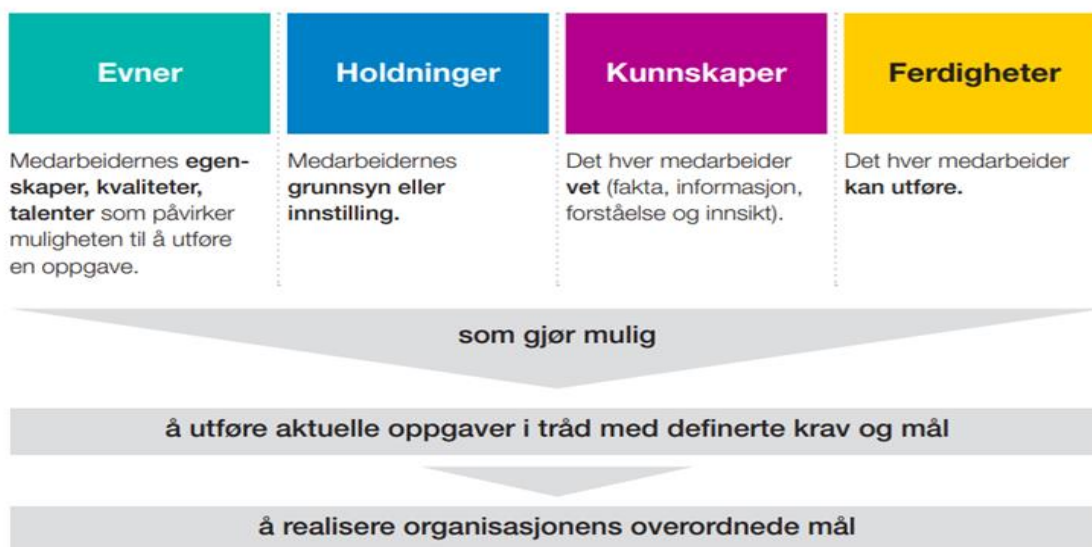 Evner
Medarbeidernes egen-
skaper, kvaliteter,
talenter som påvirker
muligheten til å utføre
en oppgave.
Holdninger
Medarbeidernes
grunnsyn eller
innstilling.
Kunnskaper
Det hver medarbeider
vet (fakta, informasjon,
forståelse og innsikt).
Ferdigheter
Det hver medarbeider
kan utføre.
som gjør mulig
å utføre aktuelle oppgaver i tråd med definerte krav og mål
å realisere organisasjonens overordnede mål